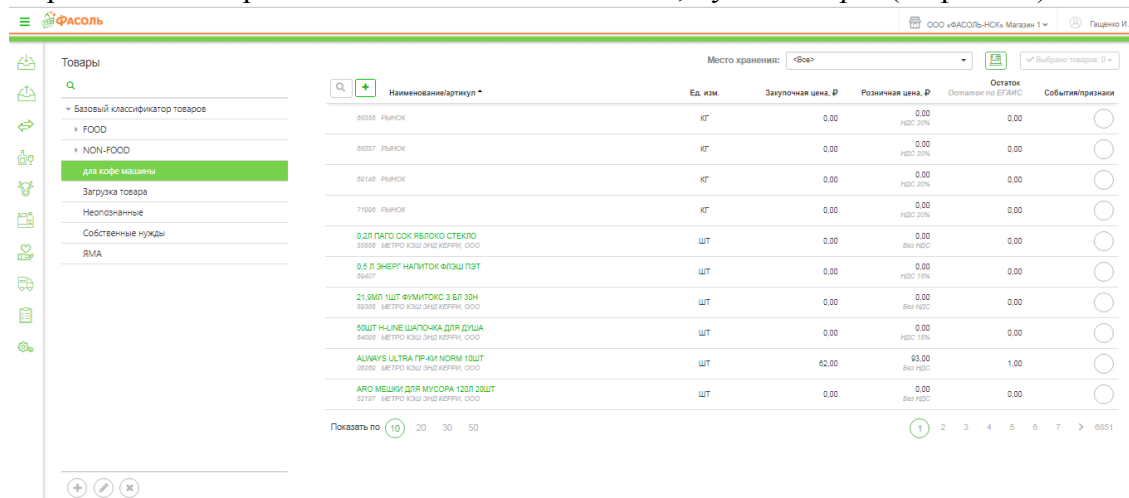 ФАСОЛЬ
ООО «ФАСОЛЬ-НСК» Магазин 1
Гащенко И.
Товары
Место хранения: <Все>
Выбрано товаров: 0
Базовый классификатор товаров
FOOD
NON-FOOD
для кофе машины
Загрузка товара
Неопознанные
Собственные нужды
ЯМА
Наименование/артикул Ед. изм. Закупочная цена, ₽ Розничная цена, ₽ Остаток События/признаки
Остаток по ЕГАИС
РЫНОК КГ 0,00 0,00 0,00
НДС 20%
66357 РЫНОК КГ 0,00 0,00 0,00
НДС 20%
69146 РЫНОК КГ 0,00 0,00 0,00
НДС 20%
71996 РЫНОК КГ 0,00 0,00 0,00
НДС 20%
0,2Л ПАГО СОК ЯБЛОКО СТЕКЛО ШТ 0,00 0,00 0,00
МЕТРО КЭШ ЭНД КЕРРИ, ООО Без НДС
0,5 Л ЭНЕРГ НАПИТОК ФЛЭШ ПЭТ ШТ 0,00 0,00 0,00
69407 НДС 18%
21,9МЛ 1ШТ ФУМИТОКС 3 БЛ 30Н ШТ 0,00 0,00 0,00
МЕТРО КЭШ ЭНД КЕРРИ, ООО Без НДС
50ШТ H-LINE ШАПОЧКА ДЛЯ ДУША ШТ 0,00 0,00 0,00
МЕТРО КЭШ ЭНД КЕРРИ, ООО НДС 18%
ALWAYS ULTRA ПР-КИ NORM 10ШТ ШТ 62,00 93,00 1,00
МЕТРО КЭШ ЭНД КЕРРИ, ООО Без НДС
ARO МЕШКИ ДЛЯ МУСОРА 120Л 20ШТ ШТ 0,00 0,00 0,00
52197 МЕТРО КЭШ ЭНД КЕРРИ, ООО Без НДС
Показать по 10 20 30 50
1 2 3 4 5 6 7 > 6851